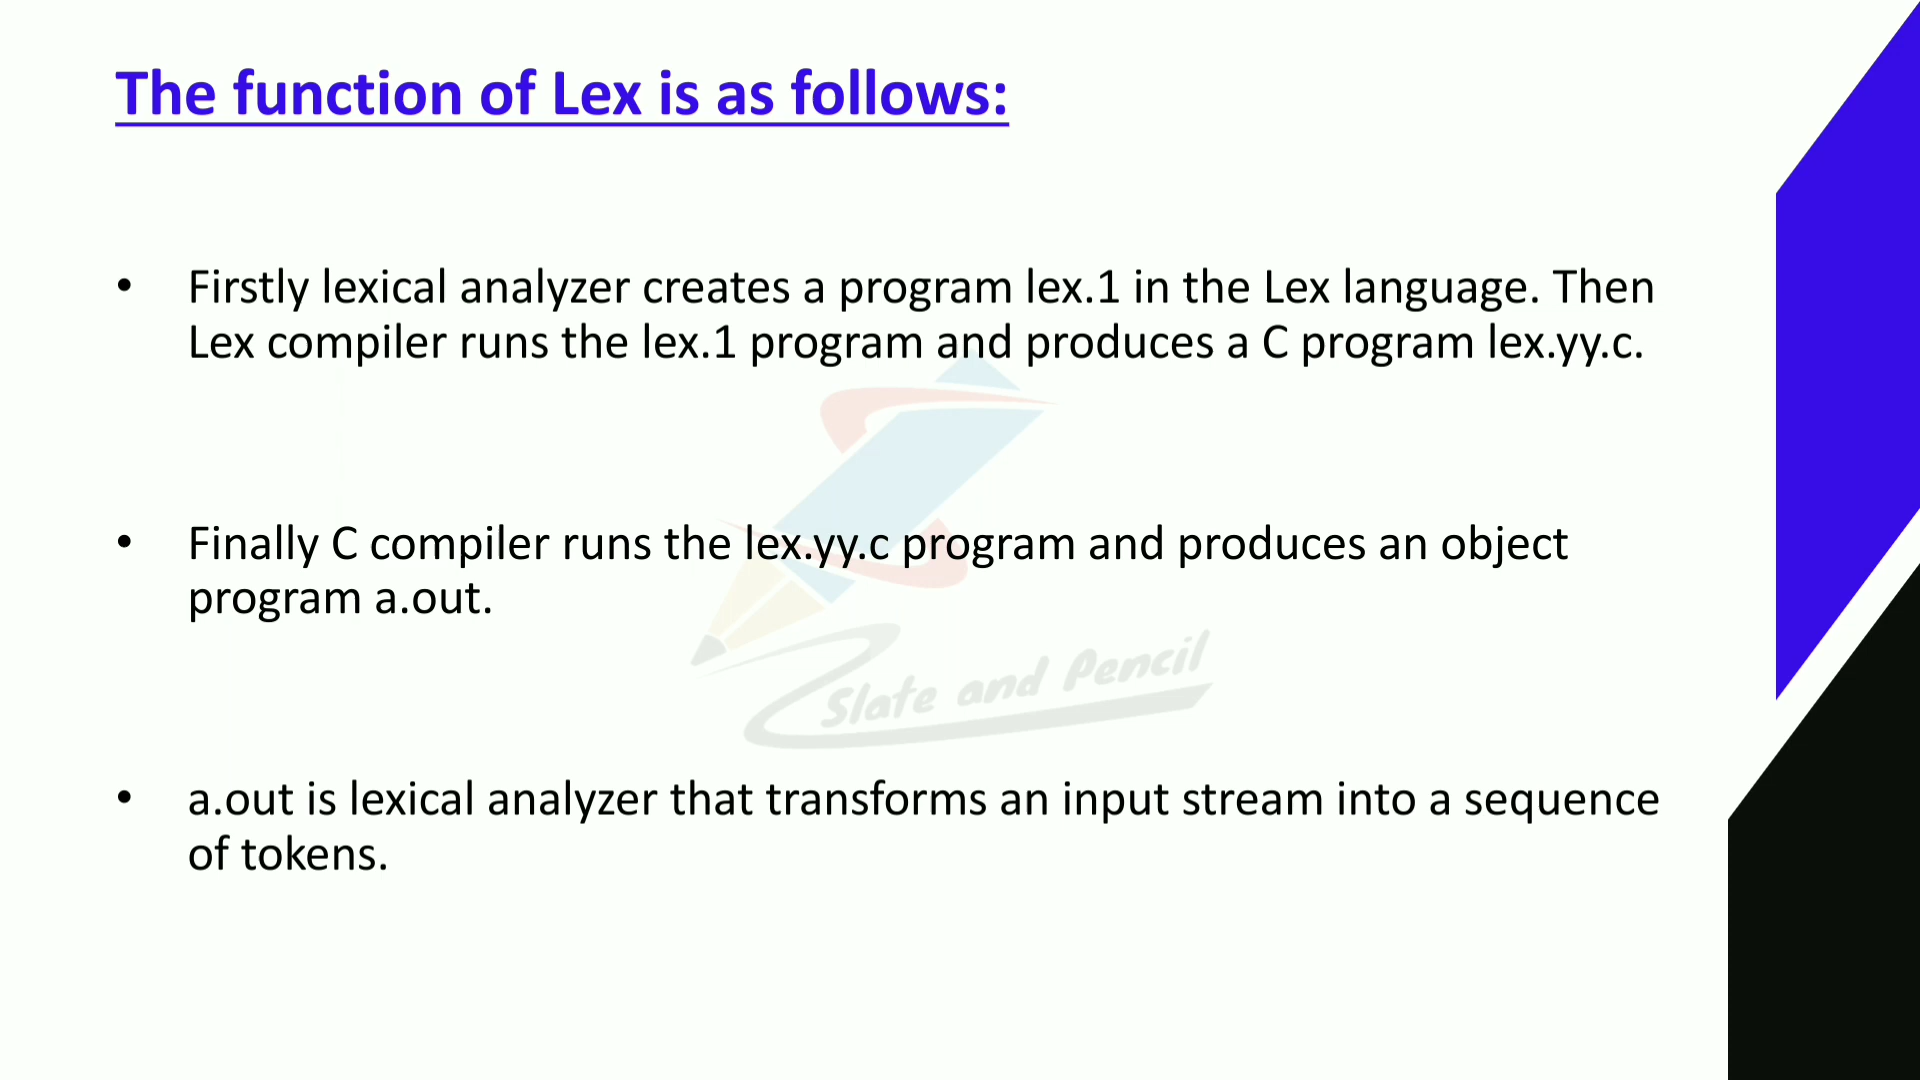 The function of Lex is as follows:
• Firstly lexical analyzer creates a program lex.1 in the Lex language. Then
Lex compiler runs the lex.1 program and produces a C program lex.yy.c.
• Finally C compiler runs the lex.yy.c program and produces an object
program a.out.
Slate and Pencil
• a.out is lexical analyzer that transforms an input stream into a sequence
of tokens.